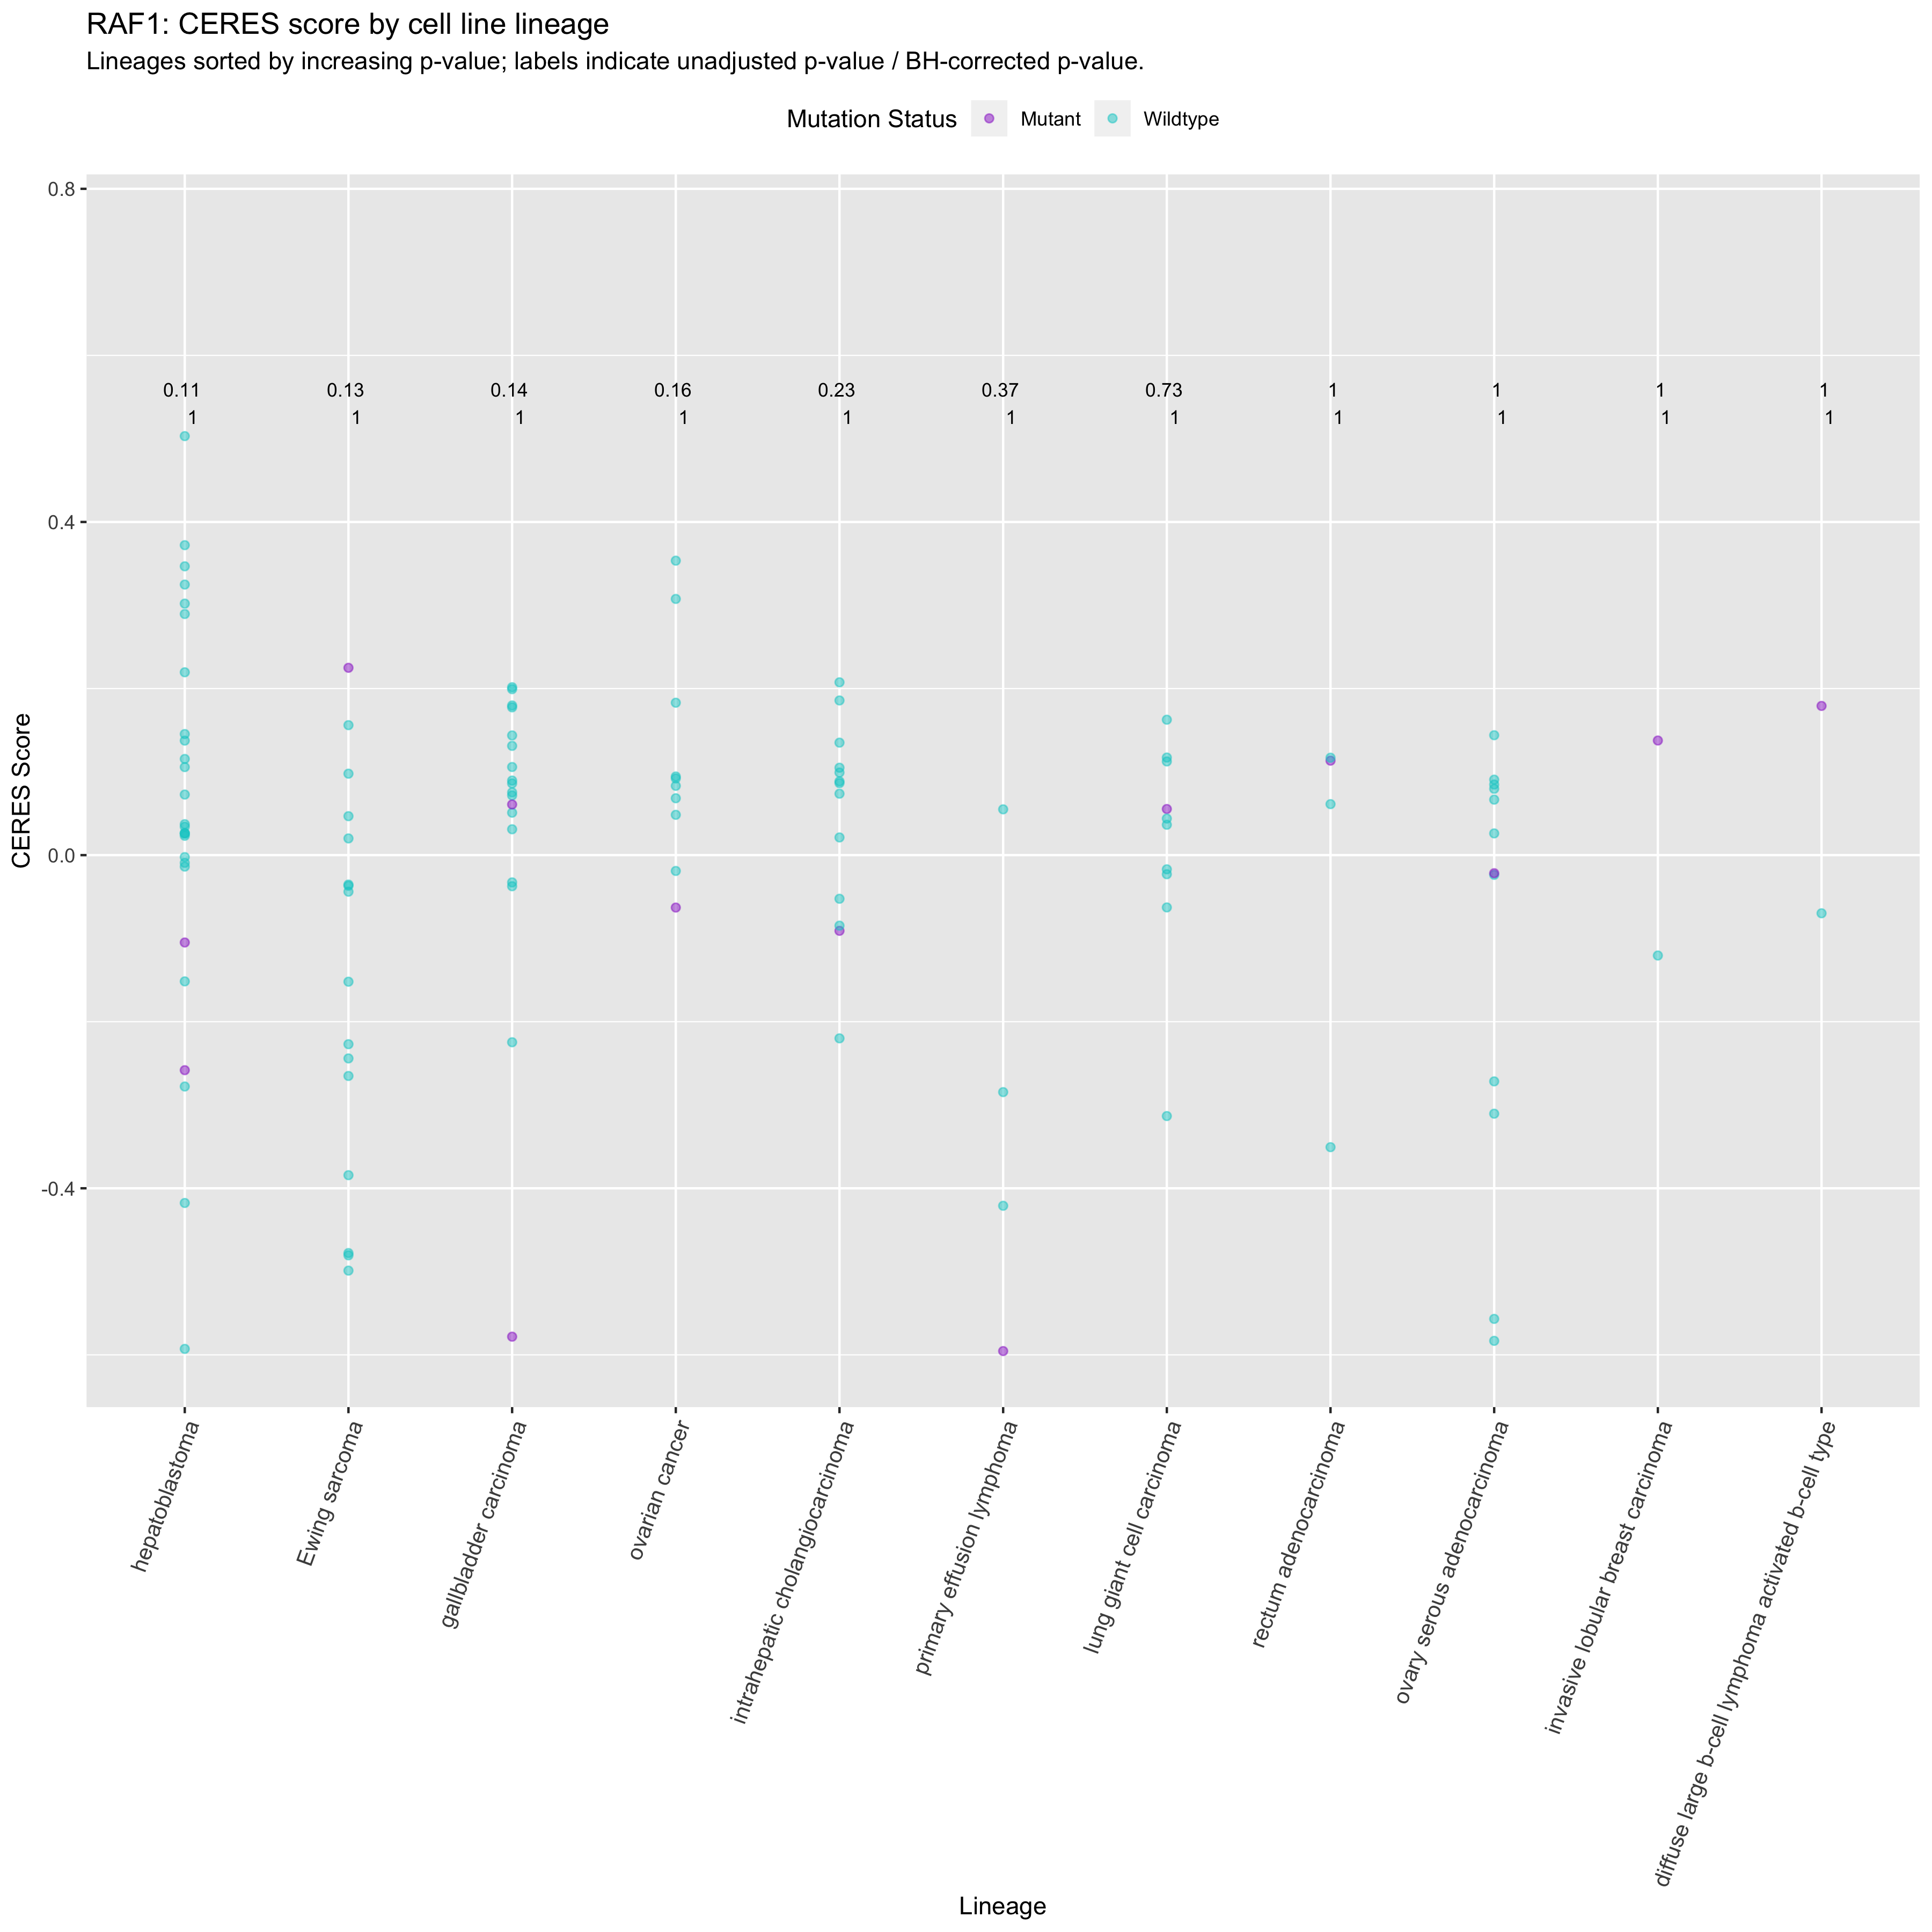 RAF1: CERES score by cell line lineage
Lineages sorted by increasing p-value; labels indicate unadjusted p-value / BH-corrected p-value.
Mutation Status Mutant Wildtype
0.8
0.11 0.13 0.14 0.16 0.23 0.37 0.73 1 1 1 1
1 1 1 1 1 1 1 1 1 1 1
0.4
CERES Score
0.0
-0.4
hepatoblastoma
Ewing sarcoma
gallbladder carcinoma
ovarian cancer
intrahepatic cholangiocarcinoma
primary effusion lymphoma
lung giant cell carcinoma
rectum adenocarcinoma
ovary serous adenocarcinoma
invasive lobular breast carcinoma
diffuse large b-cell lymphoma activated b-cell type
Lineage